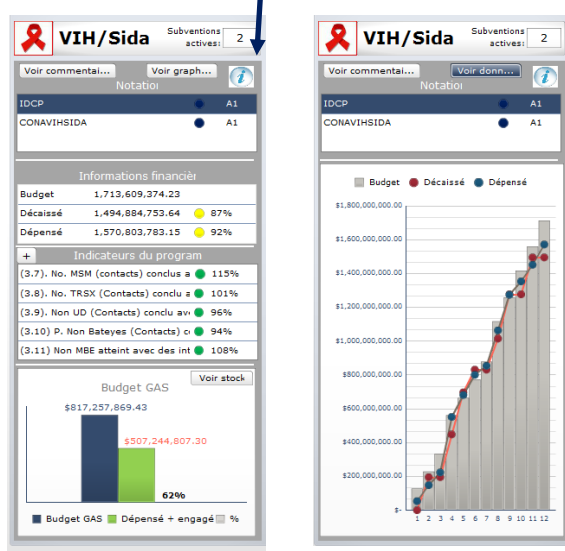 VIH/Sida
Subventions
actives:
2
Voir commentai...
Voir graph...
Notation
IDCP A1
CONAVIHSIDA A1
Informations financièr
Budget 1,713,609,374.23
Décaissé 1,494,884,753.64 87%
Dépensé 1,570,803,783.15 92%
+ Indicateurs du program
(3.7). No. MSM (contacts) conclus a 115%
(3.8). No. TRSX (Contacts) conclu a 101%
(3.9). Non UD (Contacts) conclu ave 96%
(3.10) P. Non Bateyes (Contacts) co 94%
(3.11) Non MBE atteint avec des int 108%
Voir stock
Budget GAS
$817,257,869.43
$507,244,807.30
62%
Budget GAS Dépensé + engagé %
VIH/Sida
Subventions
actives:
2
Voir commentai...
Voir donn...
Notation
IDCP A1
CONAVIHSIDA A1
Budget Décaissé Dépensé
$1,800,000,000.00
$1,600,000,000.00
$1,400,000,000.00
$1,200,000,000.00
$1,000,000,000.00
$800,000,000.00
$600,000,000.00
$400,000,000.00
$200,000,000.00
$-
1 2 3 4 5 6 7 8 9 10 11 12